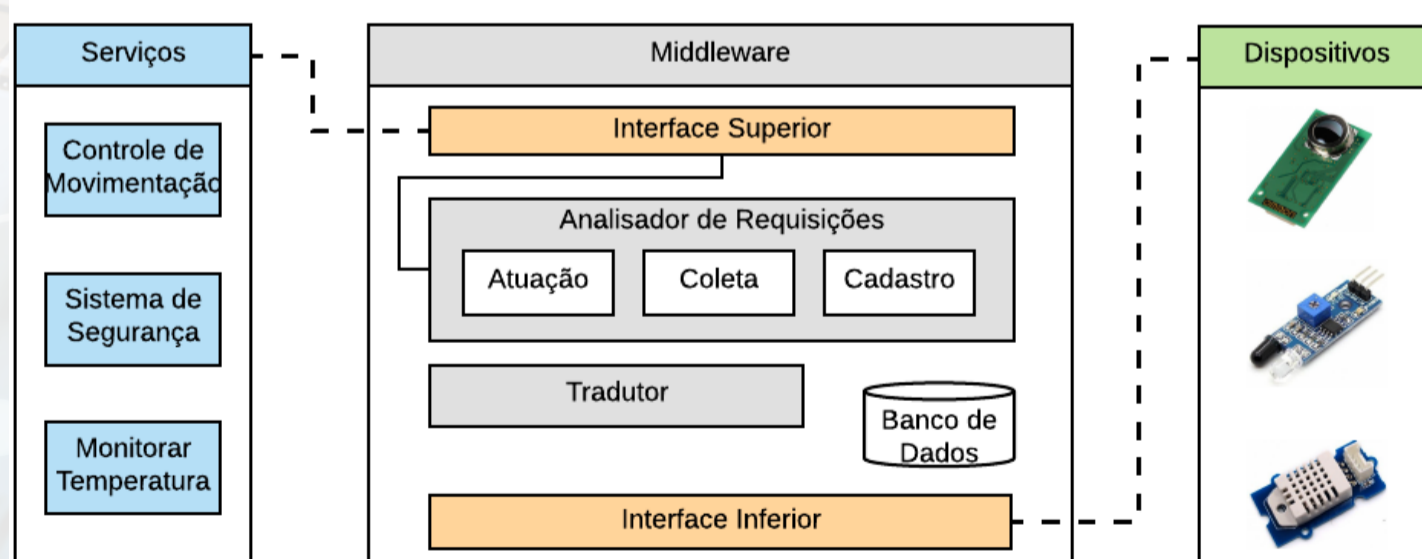 Serviços
Controle de
Movimentação
Sistema de
Segurança
Monitorar
Temperatura
Middleware
Interface Superior
Analisador de Requisições
Atuação
Coleta
Cadastro
Tradutor
Banco de
Dados
Interface Inferior
Dispositivos